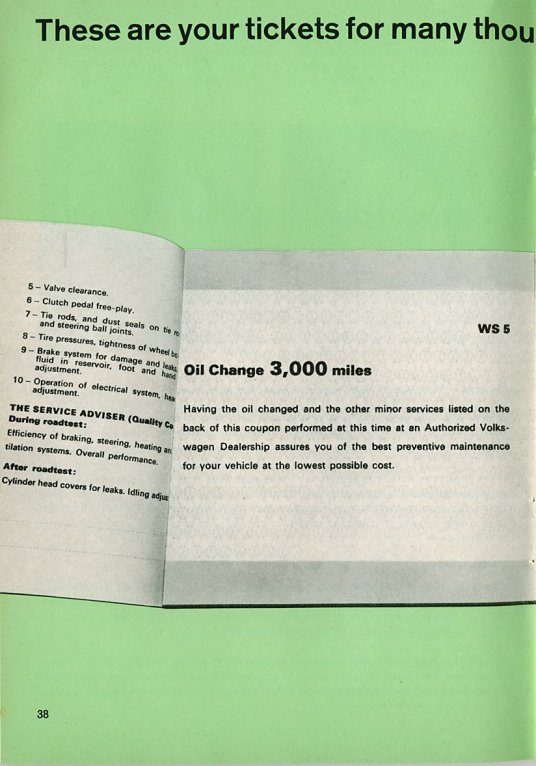 These are your tickets for many thou
5 – Valve clearance.
6 – Clutch pedal free-play.
7 – Tie rods, and dust seals on tie ro
and steering ball joints.
8 – Tire pressures, tightness of wheel bo
9 – Brake system for damage and leaks,
fluid in reservoir, foot and hand
adjustment.
10 – Operation of electrical system, hea
adjustment.
THE SERVICE ADVISER (Quality Co
During roadtest:
Efficiency of braking, steering, heating an
tilation systems. Overall performance.
After roadtest:
Cylinder head covers for leaks. Idling adjus
WS 5
Oil Change 3,000 miles
Having the oil changed and the other minor services listed on the
back of this coupon performed at this time at an Authorized Volks-
wagen Dealership assures you of the best preventive maintenance
for your vehicle at the lowest possible cost.
38